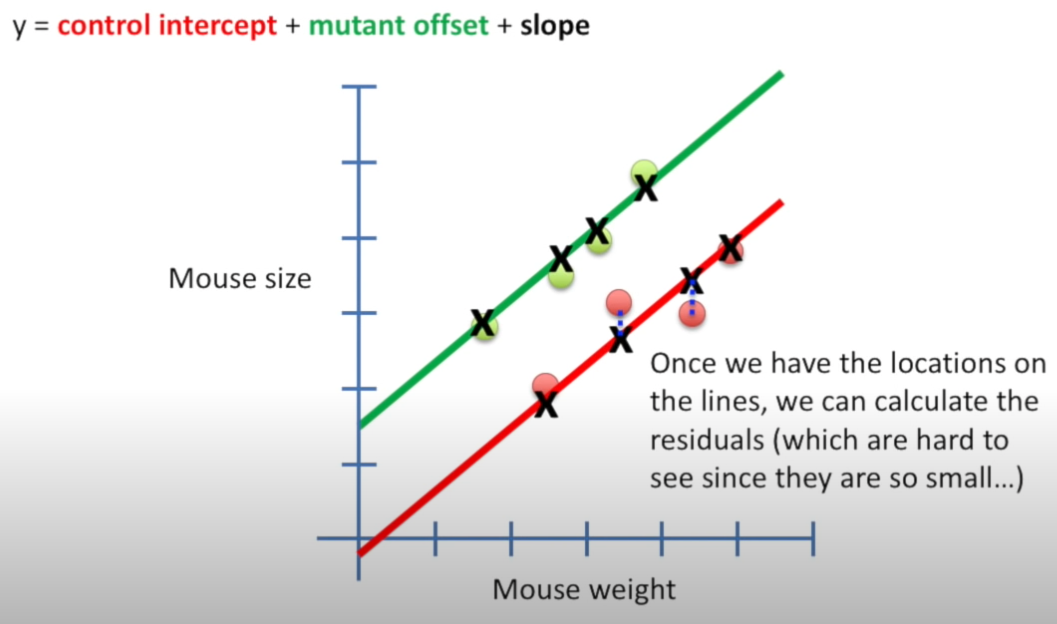 y = control intercept + mutant offset + slope
Mouse size
Once we have the locations on
the lines, we can calculate the
residuals (which are hard to
see since they are so small...)
Mouse weight